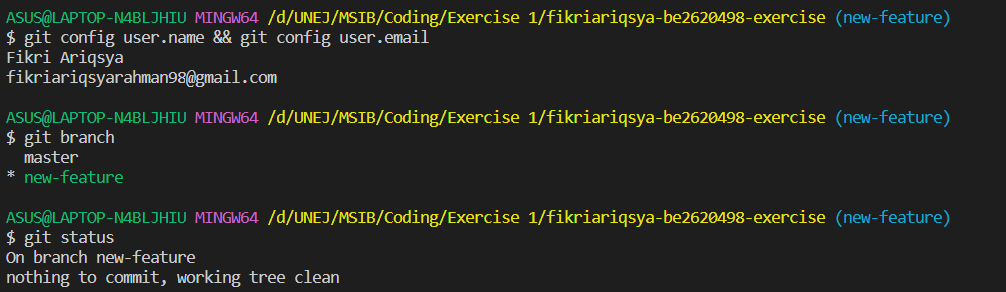 ASUS@LAPTOP-N4BLJHIU MINGW64 /d/UNEJ/MSIB/Coding/Exercise 1/fikriariqsya-be2620498-exercise (new-feature)
$ git config user.name && git config user.email
Fikri Ariqsya
fikriariqsyarahman98@gmail.com
ASUS@LAPTOP-N4BLJHIU MINGW64 /d/UNEJ/MSIB/Coding/Exercise 1/fikriariqsya-be2620498-exercise (new-feature)
$ git branch
master
* new-feature
ASUS@LAPTOP-N4BLJHIU MINGW64 /d/UNEJ/MSIB/Coding/Exercise 1/fikriariqsya-be2620498-exercise (new-feature)
$ git status
On branch new-feature
nothing to commit, working tree clean